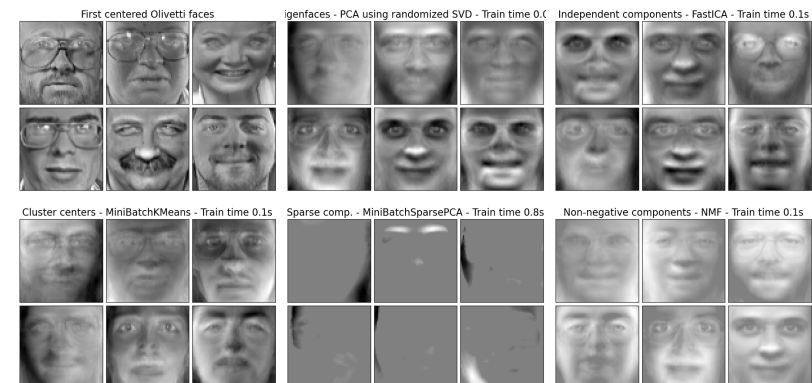 First centered Olivetti faces
igenfaces - PCA using randomized SVD - Train time 0.0
Independent components - FastICA - Train time 0.1s
Cluster centers - MiniBatchKMeans - Train time 0.1s
Sparse comp. - MiniBatchSparsePCA - Train time 0.8s
Non-negative components - NMF - Train time 0.1s